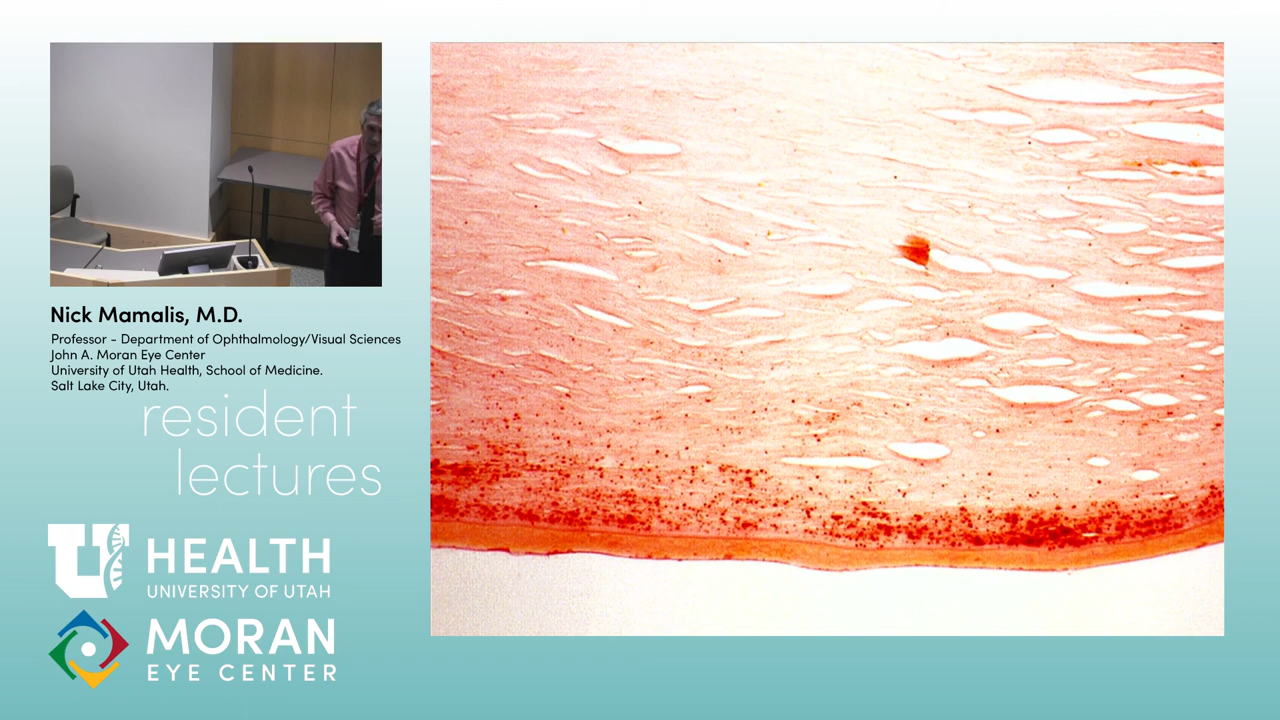 Nick Mamalis, M.D.
Professor - Department of Ophthalmology/Visual Sciences
John A. Moran Eye Center
University of Utah Health, School of Medicine.
Salt Lake City, Utah.
resident
lectures
U HEALTH
UNIVERSITY OF UTAH
MORAN
EYE CENTER